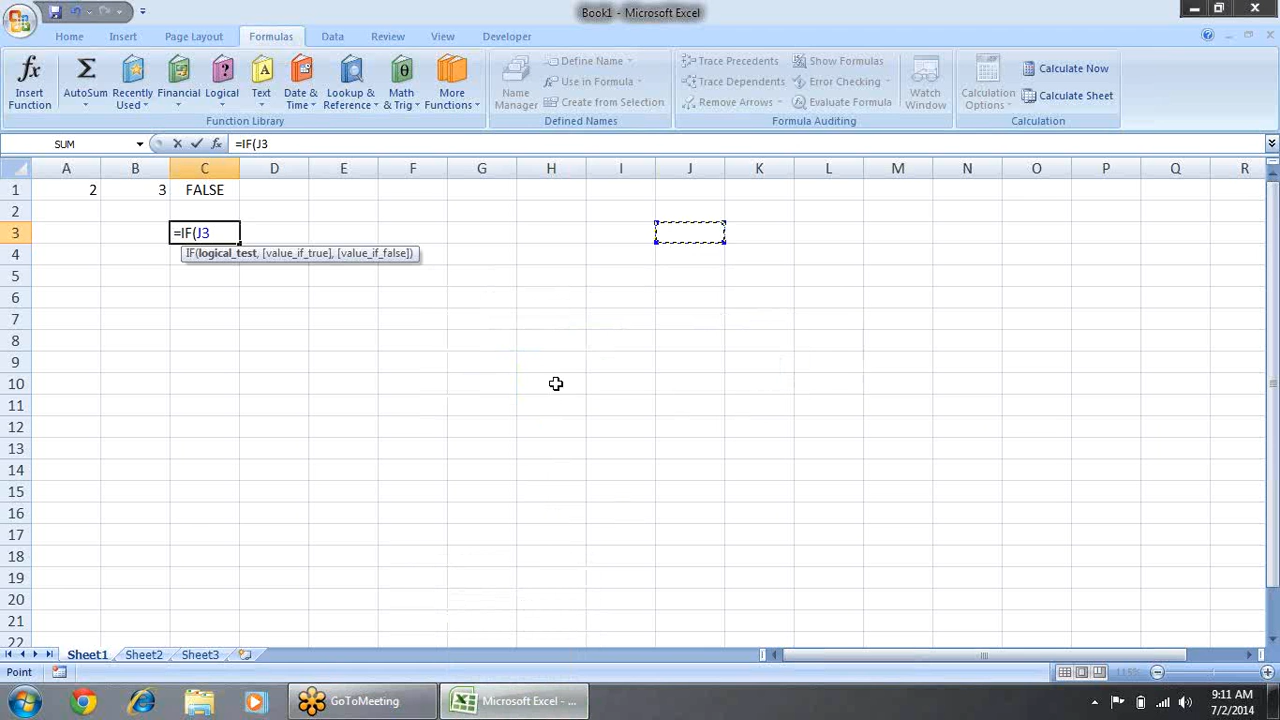 Book1 - Microsoft Excel
Home Insert Page Layout Formulas Data Review View Developer
fx Insert Function
Σ AutoSum
Recently Used
Financial
Logical
Text
Date & Time
Lookup & Reference
Math & Trig
More Functions
Function Library
Name Manager
Define Name
Use in Formula
Create from Selection
Defined Names
Trace Precedents
Trace Dependents
Remove Arrows
Show Formulas
Error Checking
Evaluate Formula
Watch Window
Formula Auditing
Calculation Options
Calculate Now
Calculate Sheet
Calculation
SUM fx =IF(J3
A B C D E F G H I J K L M N O P Q R
1 2 3 FALSE
2
3 =IF(J3
IF(logical_test, [value_if_true], [value_if_false])
4
5
6
7
8
9
10
11
12
13
14
15
16
17
18
19
20
21
22
Sheet1 Sheet2 Sheet3
Point 115%
GoToMeeting Microsoft Excel - ... 9:11 AM
7/2/2014